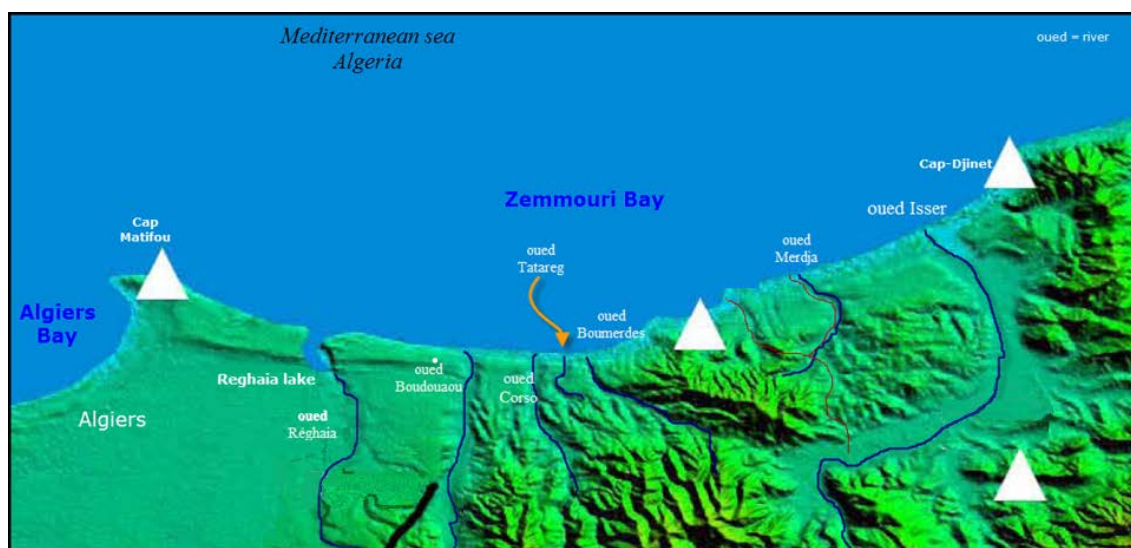 Mediterranean sea
Algeria
oued = river
Cap-Djinet
Zemmouri Bay
oued Isser
Cap
Matifou
oued
Tatareg
oued
Merdja
Algiers
Bay
oued
Boumerdes
Reghaia lake
oued
Boudouaou
oued
Corso
Algiers
oued
Réghaia